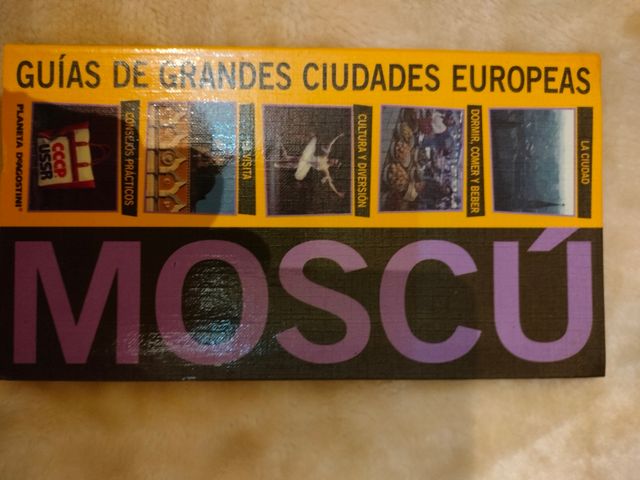 GUÍAS DE GRANDES CIUDADES EUROPEAS
PLANETA DeAGOSTINI
CCCP
USSR
CONSEJOS PRÁCTICOS
LA VISITA
CULTURA Y DIVERSIÓN
DORMIR, COMER Y BEBER
LA CIUDAD
MOSCÚ